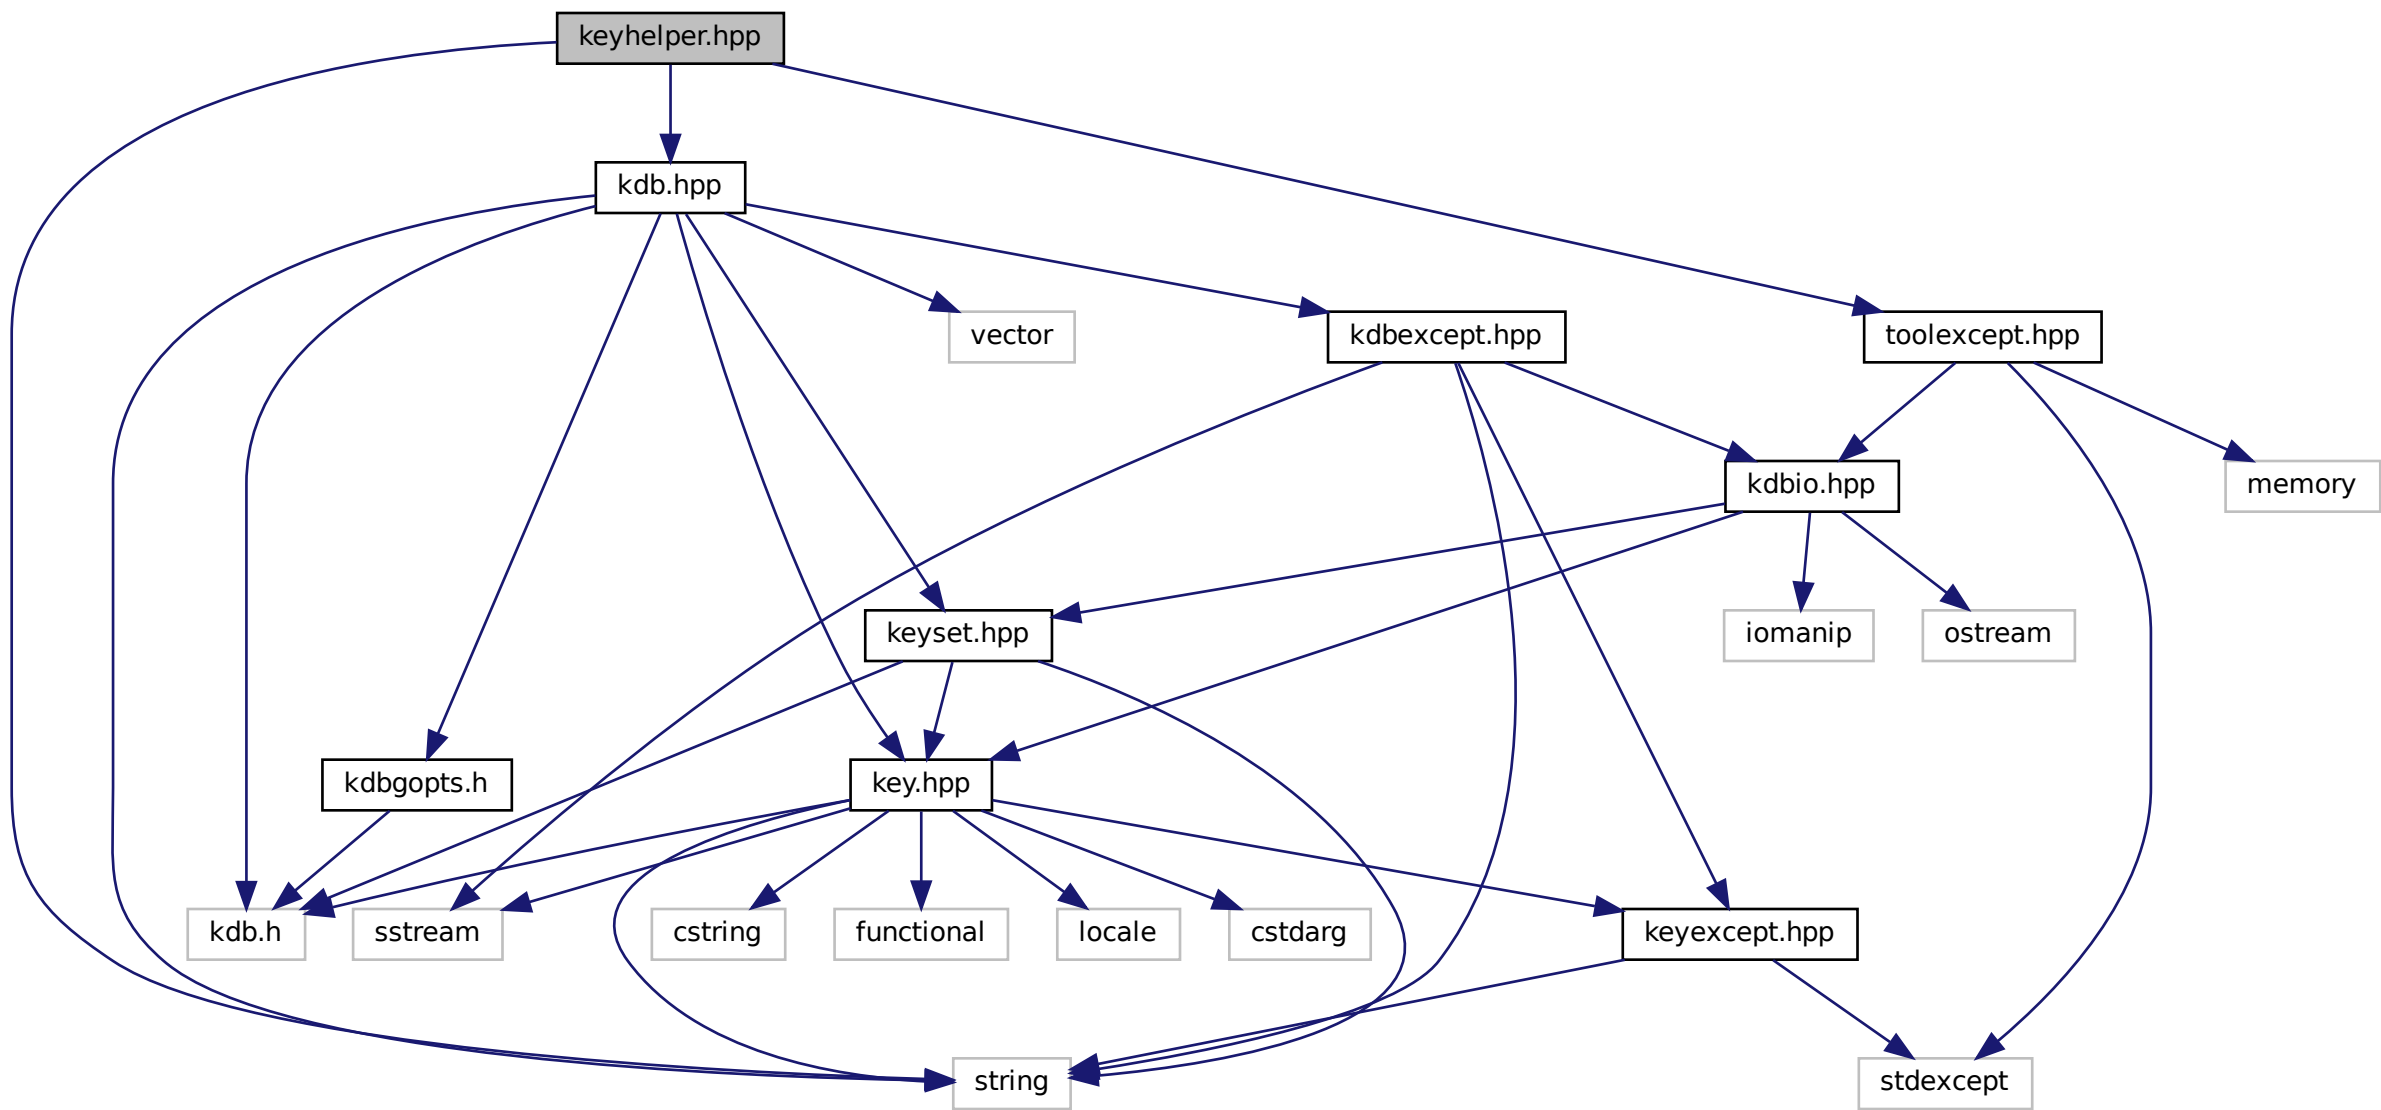 keyhelper.hpp
kdb.hpp
vector
kdbexcept.hpp
toolexcept.hpp
kdbio.hpp
memory
keyset.hpp
iomanip
ostream
kdbgopts.h
key.hpp
kdb.h
sstream
cstring
functional
locale
cstdarg
keyexcept.hpp
string
stdexcept